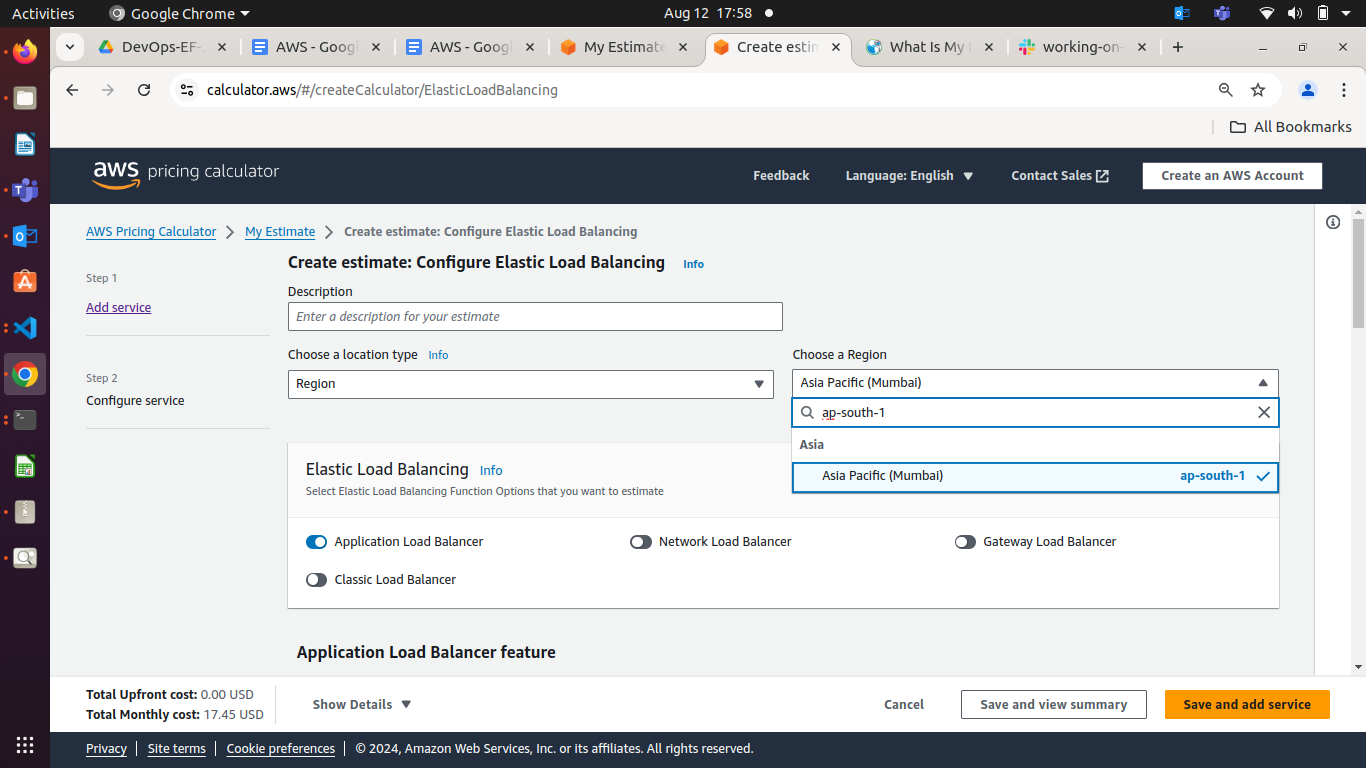 Activities
Google Chrome
Aug 12 17:58
DevOps-EF-
AWS - Goog
AWS - Goog
My Estimate
Create estim
What Is My
working-on-
calculator.aws/#/createCalculator/ElasticLoadBalancing
All Bookmarks
aws pricing calculator
Feedback
Language: English
Contact Sales
Create an AWS Account
AWS Pricing Calculator
My Estimate
Create estimate: Configure Elastic Load Balancing
Step 1
Add service
Step 2
Configure service
Create estimate: Configure Elastic Load Balancing Info
Description
Enter a description for your estimate
Choose a location type Info
Region
Choose a Region
Asia Pacific (Mumbai)
ap-south-1
Asia
Asia Pacific (Mumbai) ap-south-1
Elastic Load Balancing Info
Select Elastic Load Balancing Function Options that you want to estimate
Application Load Balancer
Network Load Balancer
Gateway Load Balancer
Classic Load Balancer
Application Load Balancer feature
Total Upfront cost: 0.00 USD
Total Monthly cost: 17.45 USD
Show Details
Cancel
Save and view summary
Save and add service
Privacy
Site terms
Cookie preferences
© 2024, Amazon Web Services, Inc. or its affiliates. All rights reserved.